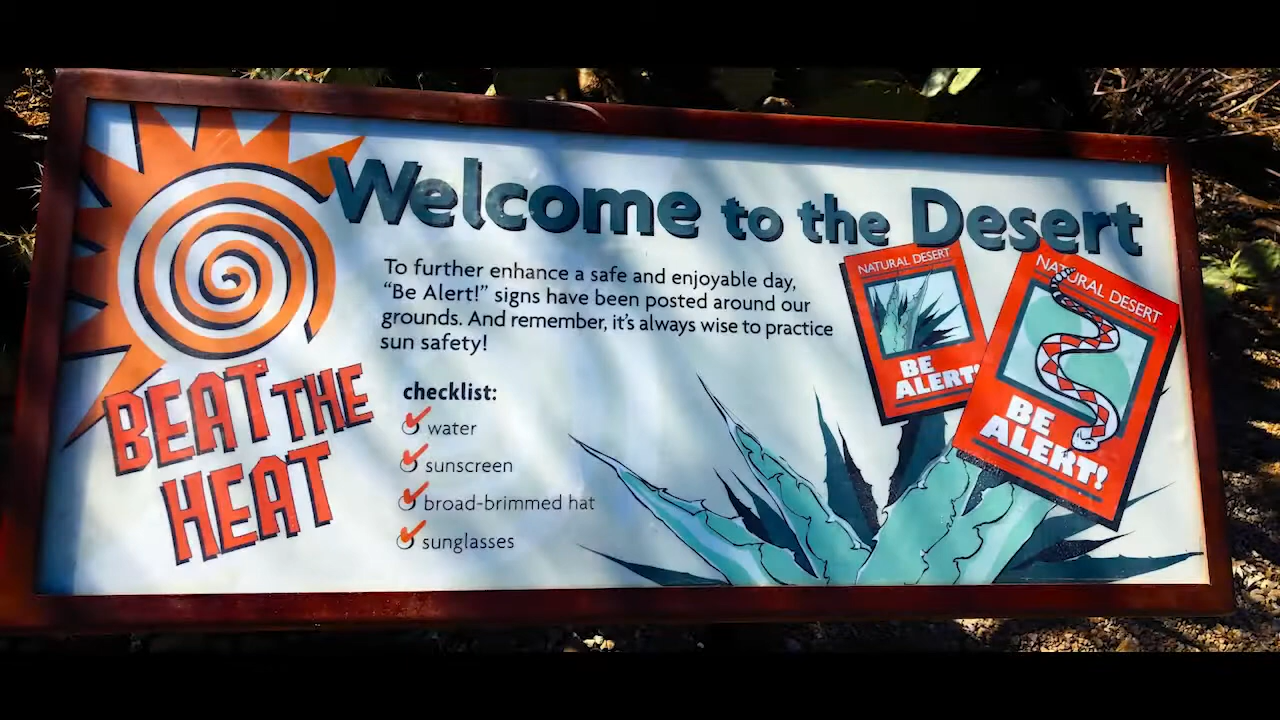 Welcome to the Desert
To further enhance a safe and enjoyable day,
“Be Alert!” signs have been posted around our
grounds. And remember, it’s always wise to practice
sun safety!
BEAT THE
HEAT
checklist:
water
sunscreen
broad-brimmed hat
sunglasses
NATURAL DESERT
BE
ALERT!
NATURAL DESERT
BE
ALERT!